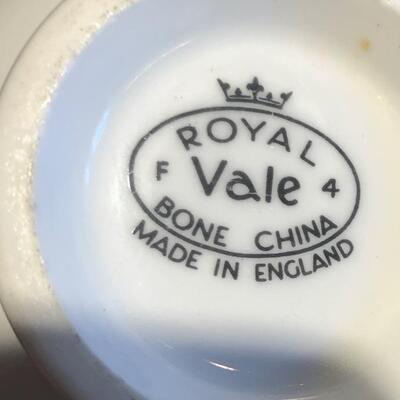 ROYAL
F Vale 4
BONE CHINA
MADE IN ENGLAND